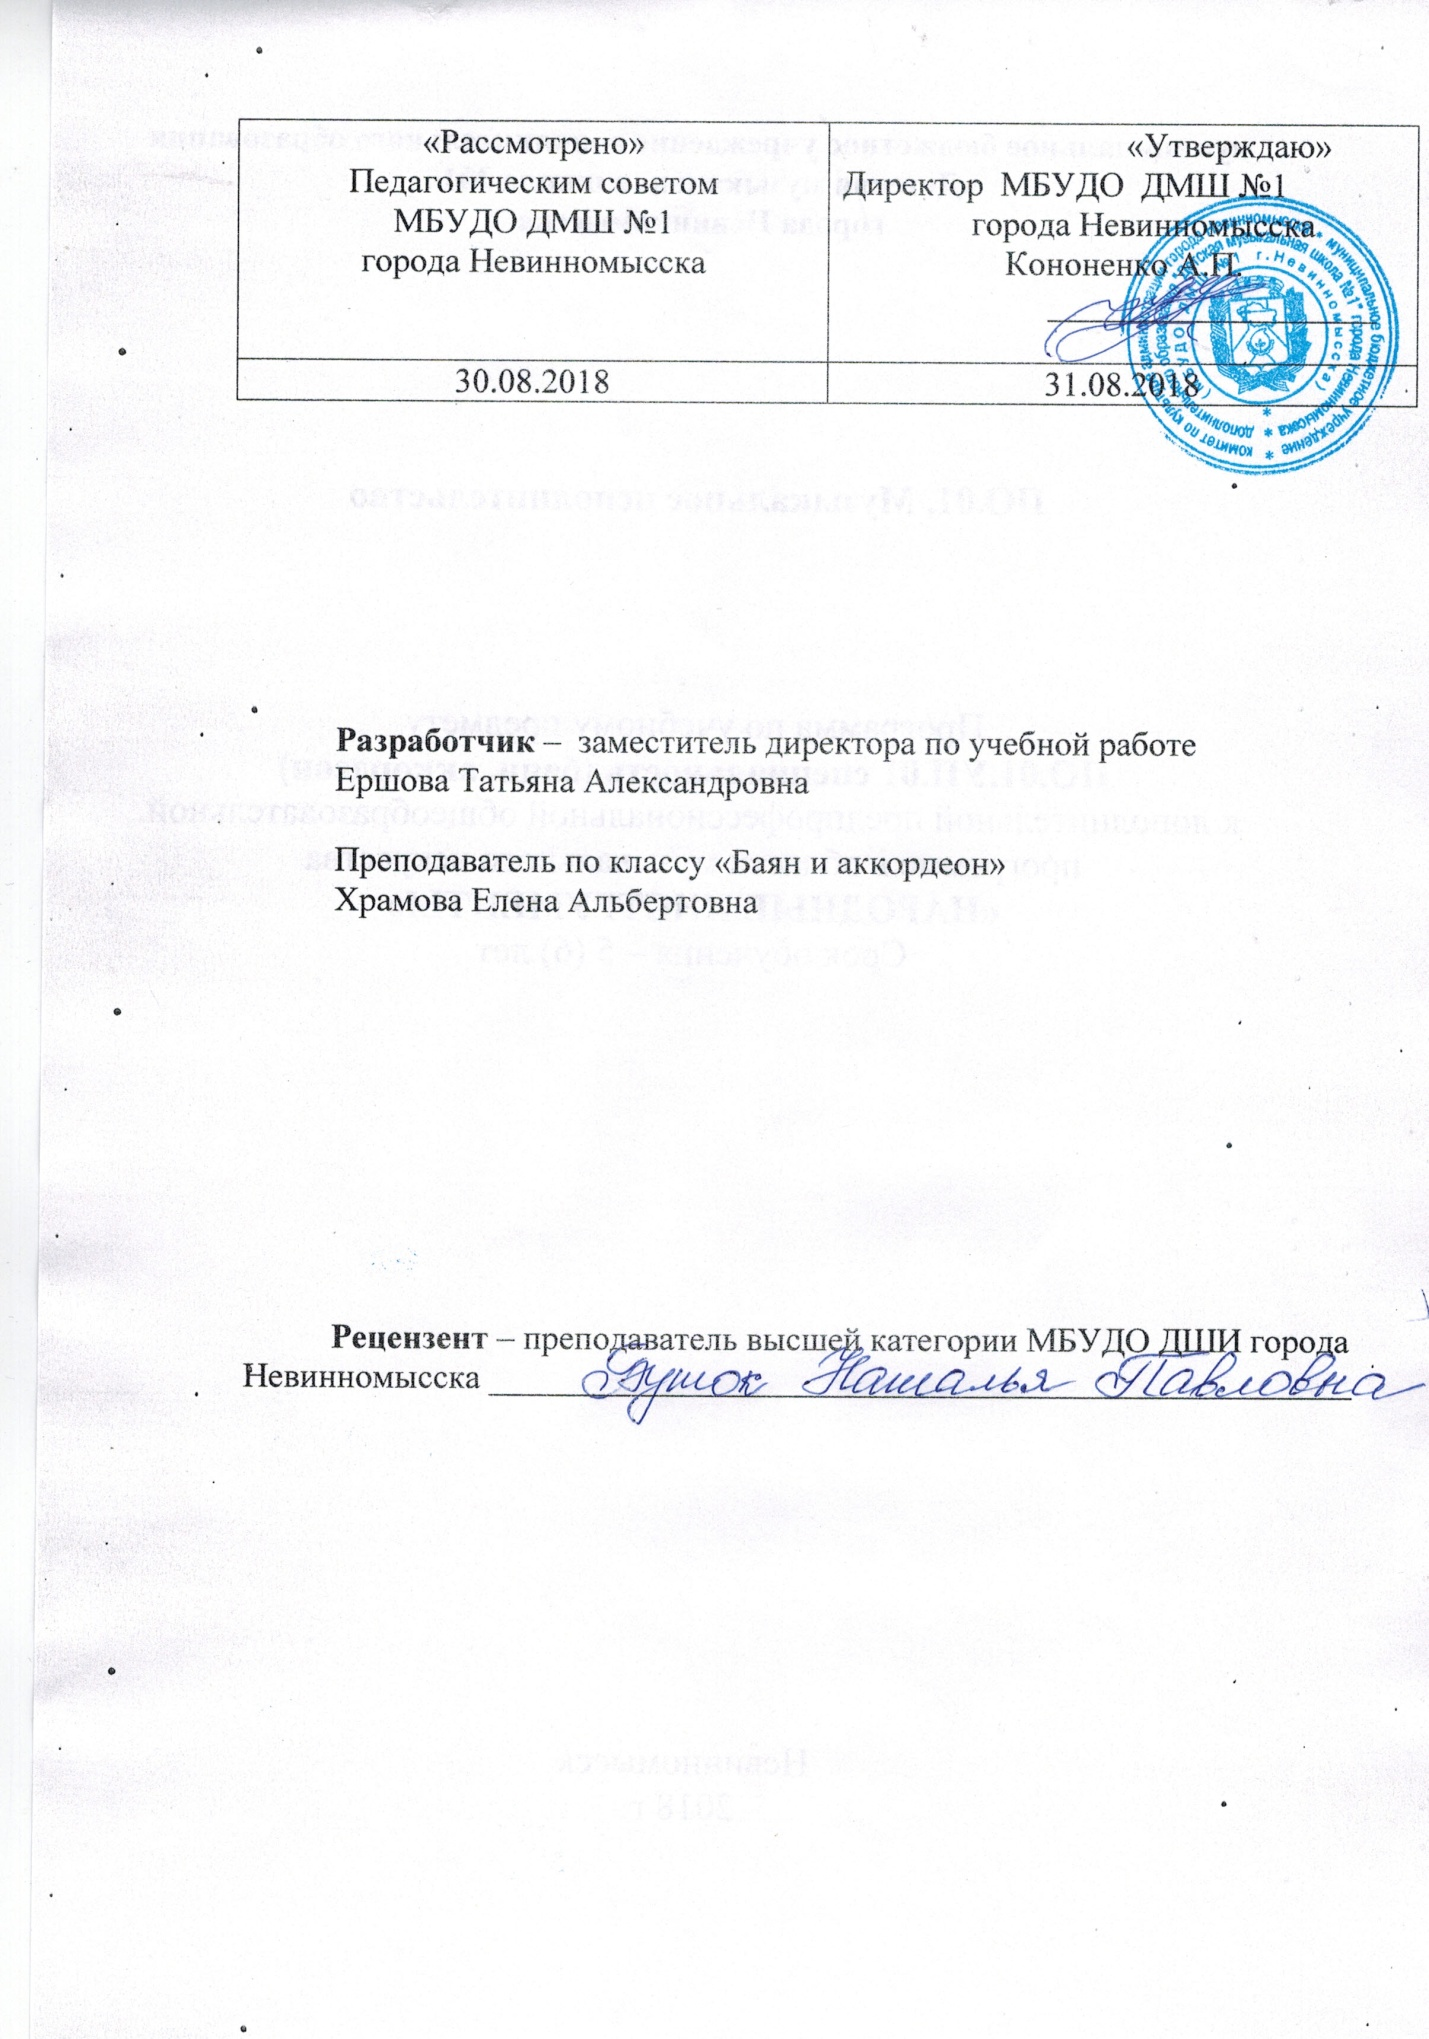 «Рассмотрено»
Педагогическим советом
МБУДО ДМШ №1
города Невинномысска
«Утверждаю»
Директор МБУДО ДМШ №1
города Невинномысска
Кононенко А.П.
30.08.2018
31.08.2018
Разработчик – заместитель директора по учебной работе
Ершова Татьяна Александровна
Преподаватель по классу «Баян и аккордеон»
Храмова Елена Альбертовна
Рецензент – преподаватель высшей категории МБУДО ДШИ города
Невинномысска Наталья Павловна